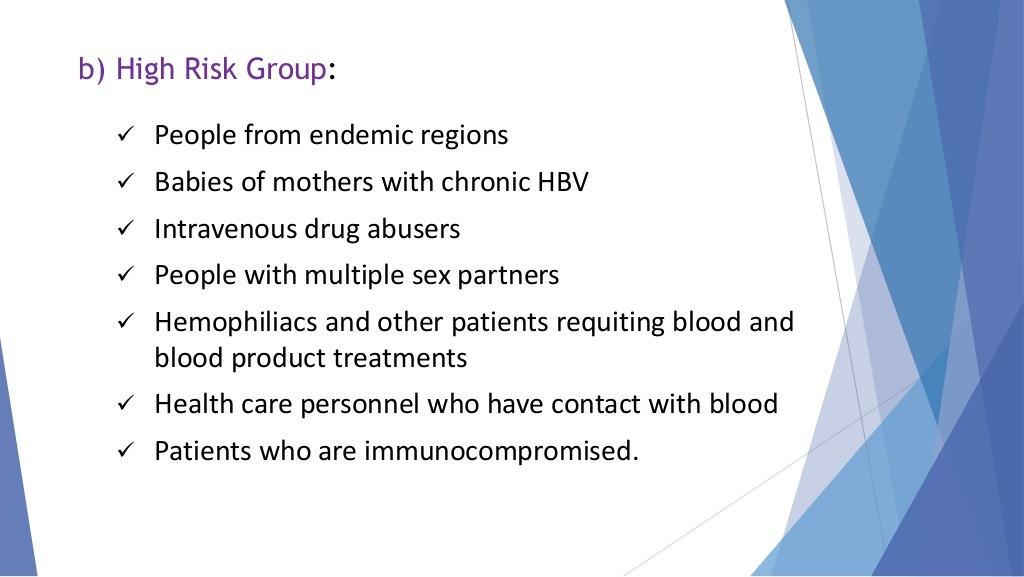 b) High Risk Group:
✓ People from endemic regions
✓ Babies of mothers with chronic HBV
✓ Intravenous drug abusers
✓ People with multiple sex partners
✓ Hemophiliacs and other patients requiting blood and
blood product treatments
✓ Health care personnel who have contact with blood
✓ Patients who are immunocompromised.